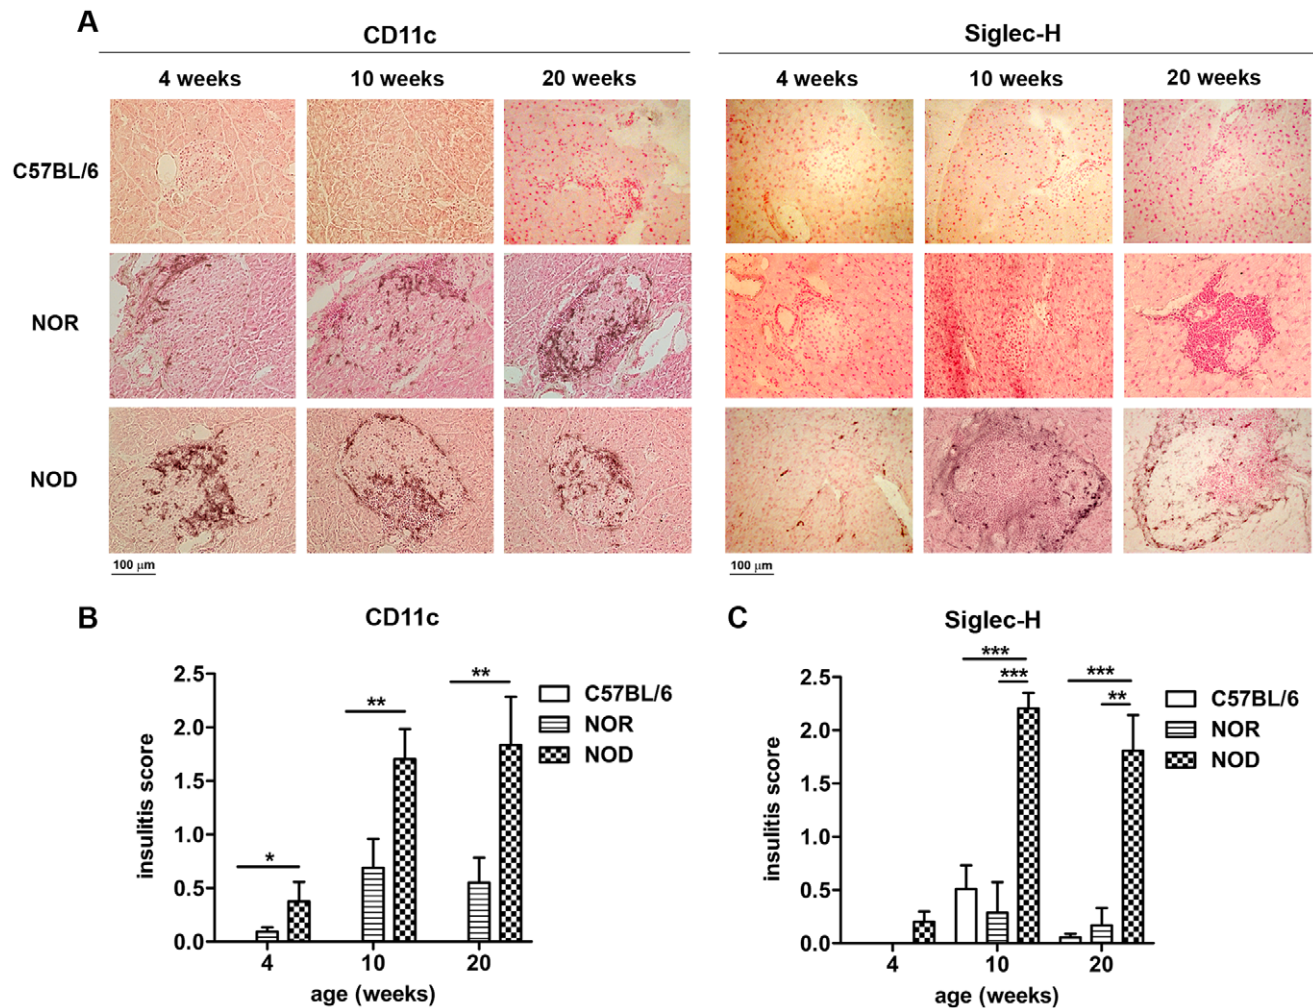 A
CD11c
Siglec-H
4 weeks
10 weeks
20 weeks
4 weeks
10 weeks
20 weeks
C57BL/6
NOR
NOD
100 µm
100 µm
B
CD11c
insulitis score
2.5
2.0
1.5
1.0
0.5
0.0
*
**
**
4
10
20
age (weeks)
C57BL/6
NOR
NOD
C
Siglec-H
insulitis score
2.5
2.0
1.5
1.0
0.5
0.0
***
***
***
**
4
10
20
age (weeks)
C57BL/6
NOR
NOD